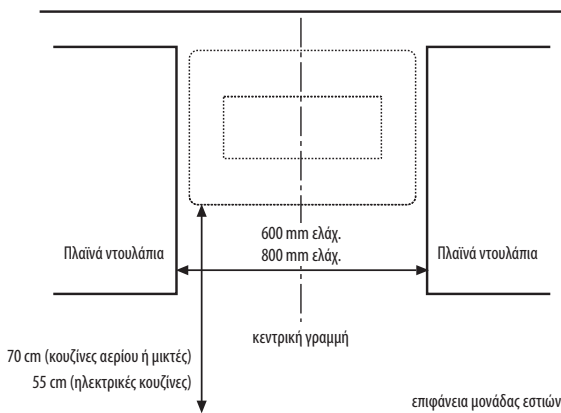 600 mm ελάχ.
Πλαϊνά ντουλάπια
800 mm ελάχ.
Πλαϊνά ντουλάπια
κεντρική γραμμή
70 cm (κουζίνες αερίου ή μικτές)
55 cm (ηλεκτρικές κουζίνες)
επιφάνεια μονάδας εστιών